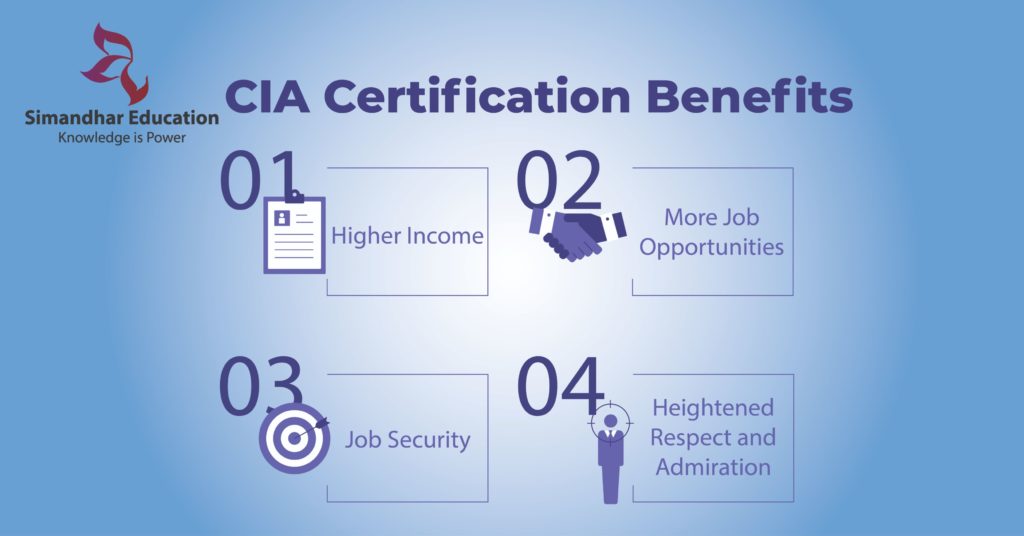 Simandhar Education
Knowledge is Power
CIA Certification Benefits
01
Higher Income
02
More Job
Opportunities
03
Job Security
04
Heightened
Respect and
Admiration